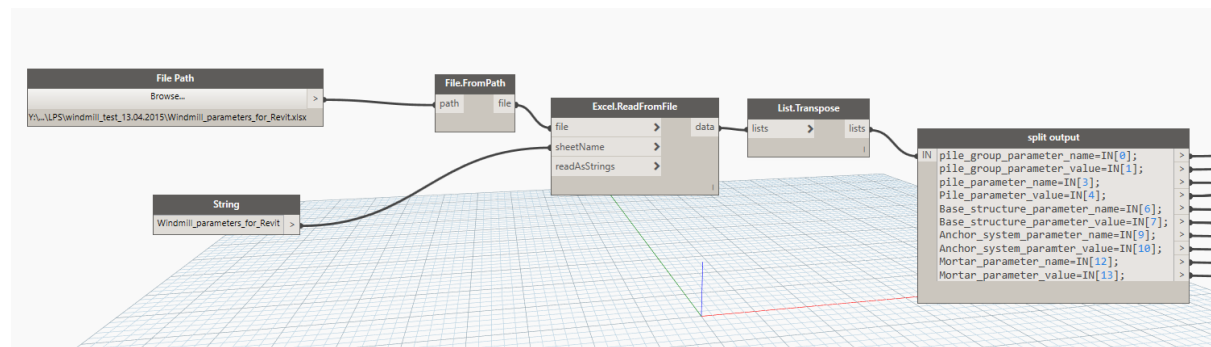 File Path
Browse...
>
Y:\...\LPS\windmill_test_13.04.2015\Windmill_parameters_for_Revit.xlsx
File.FromPath
path file
Excel.ReadFromFile
file > data
sheetName >
readAsStrings >
l
List.Transpose
lists > lists
l
String
Windmill_parameters_for_Revit >
split output
IN pile_group_parameter_name=IN[0]; >
pile_group_parameter_value=IN[1]; >
pile_parameter_name=IN[3]; >
Pile_parameter_value=IN[4]; >
Base_structure_parameter_name=IN[6]; >
Base_structure_parameter_value=IN[7]; >
Anchor_system_parameter_name=IN[9]; >
Anchor_system_paramter_value=IN[10]; >
Mortar_parameter_name=IN[12]; >
Mortar_parameter_value=IN[13]; >